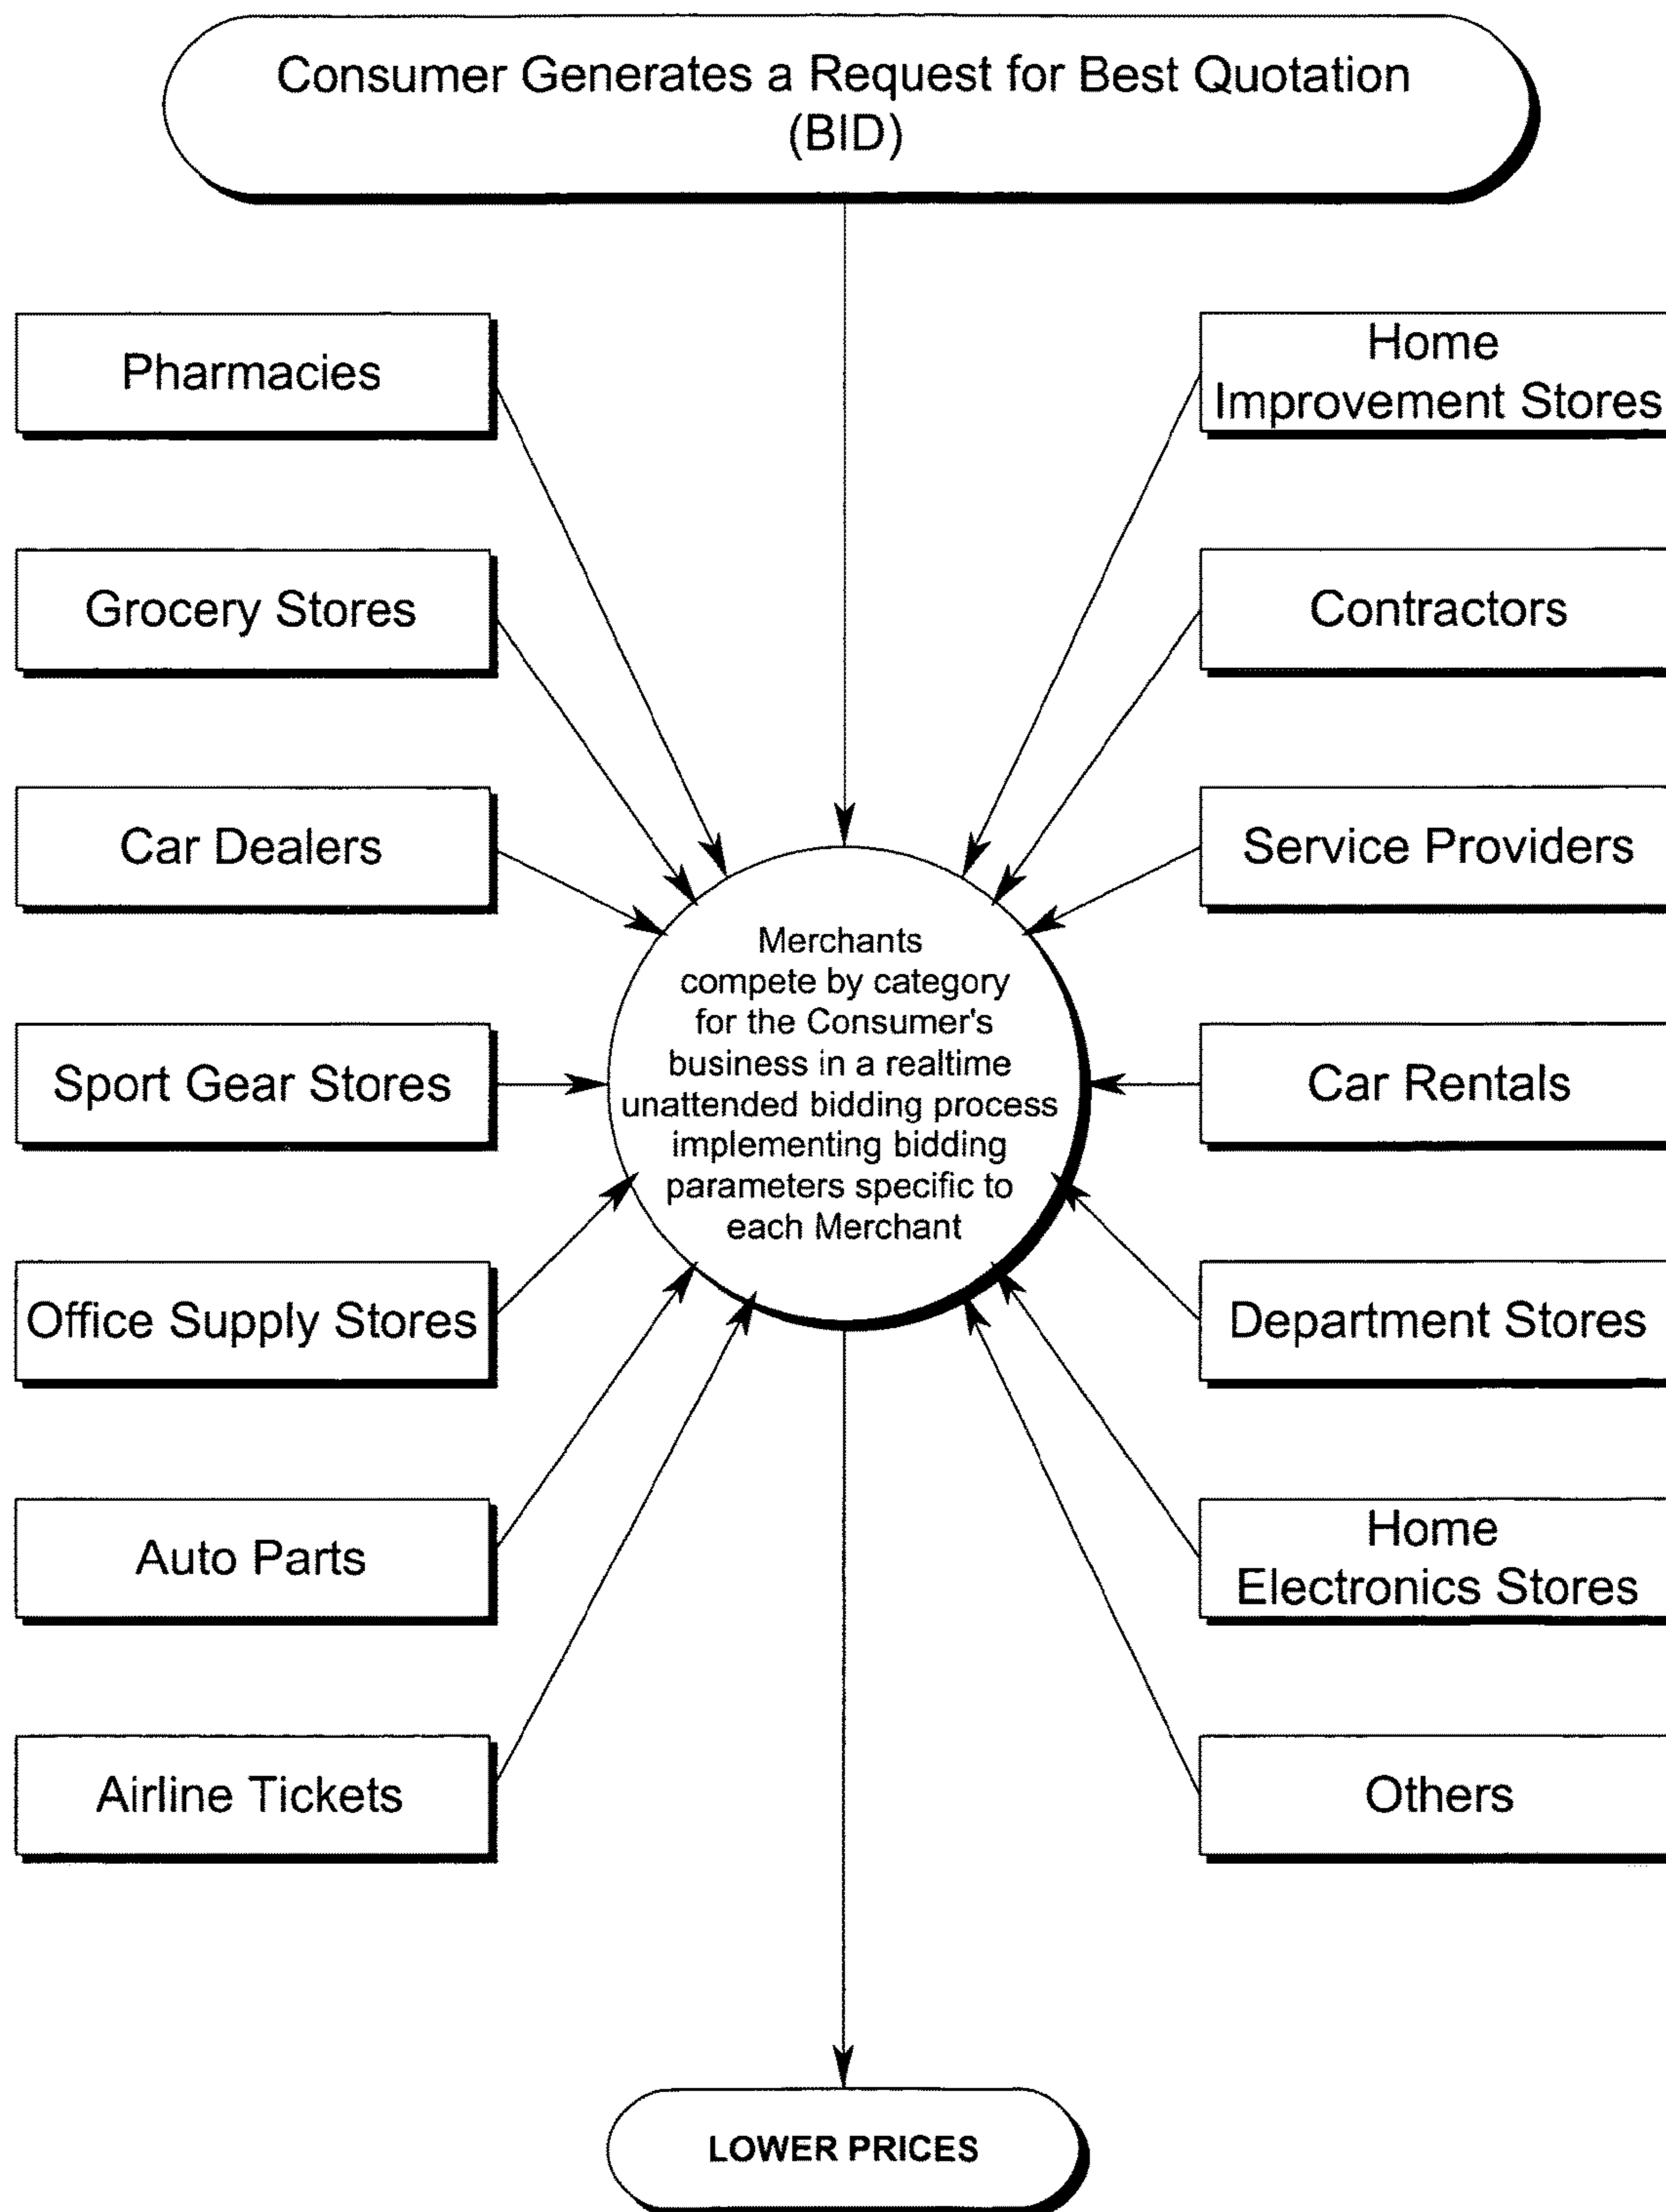 Consumer Generates a Request for Best Quotation
(BID)
Pharmacies
Grocery Stores
Car Dealers
Sport Gear Stores
Office Supply Stores
Auto Parts
Airline Tickets
Merchants
compete by category
for the Consumer's
business in a realtime
unattended bidding process
implementing bidding
parameters specific to
each Merchant
Home
Improvement Stores
Contractors
Service Providers
Car Rentals
Department Stores
Home
Electronics Stores
Others
LOWER PRICES